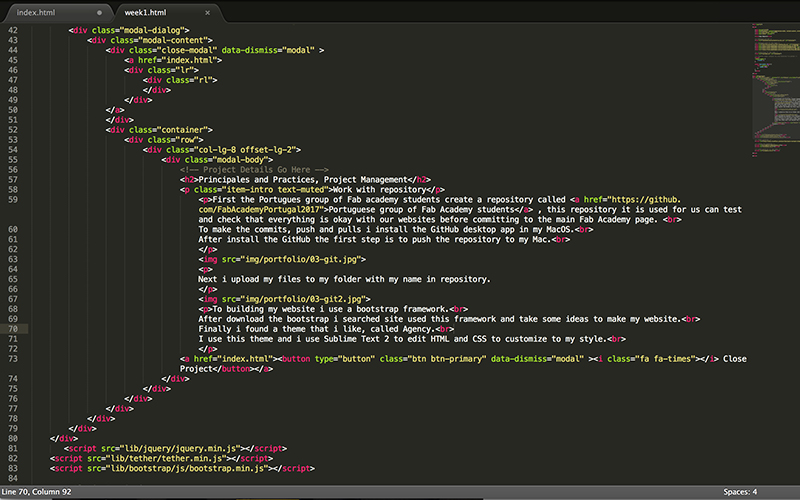 index.html
week1.html ×
42 <div class="modal-dialog">
43 <div class="modal-content">
44 <div class="close-modal" data-dismiss="modal" >
45 <a href="index.html">
46 <div class="lr">
47 <div class="rl">
48 </div>
49 </div>
50 </a>
51 </div>
52 <div class="container">
53 <div class="row">
54 <div class="col-lg-8 offset-lg-2">
55 <div class="modal-body">
56 <!-- Project Details Go Here -->
57 <h2>Principales and Practices, Project Management</h2>
58 <p class="item-intro text-muted">Work with repository</p>
59 <p>First the Portugues group of Fab academy students create a repository called <a href="https://github.
com/FabAcademyPortugal2017">Portuguese group of Fab Academy students</a> , this repository it is used for us can test
and check that everything is okay with our websites before committing to the main Fab Academy page. <br>
60 To make the commits, push and pulls i install the GitHub desktop app in my MacOS.<br>
61 After install the GitHub the first step is to push the repository to my Mac.<br>
62 </p>
63 <img src="img/portfolio/03-git.jpg">
64 <p>
65 Next i upload my files to my folder with my name in repository.
66 </p>
67 <img src="img/portfolio/03-git2.jpg">
68 <p>To building my website i use a bootstrap framework.<br>
69 After download the bootstrap i searched site used this framework and take some ideas to make my website.<br>
70 Finally i found a theme that i like, called Agency.<br>
71 I use this theme and i use Sublime Text 2 to edit HTML and CSS to customize to my style.<br>
72 </p>
73 <a href="index.html"><button type="button" class="btn btn-primary" data-dismiss="modal" ><i class="fa fa-times"></i> Close
Project</button></a>
74 </div>
75 </div>
76 </div>
77 </div>
78 </div>
79 </div>
80 </div>
81 <script src="lib/jquery/jquery.min.js"></script>
82 <script src="lib/tether/tether.min.js"></script>
83 <script src="lib/bootstrap/js/bootstrap.min.js"></script>
84
Line 70, Column 92
Spaces: 4